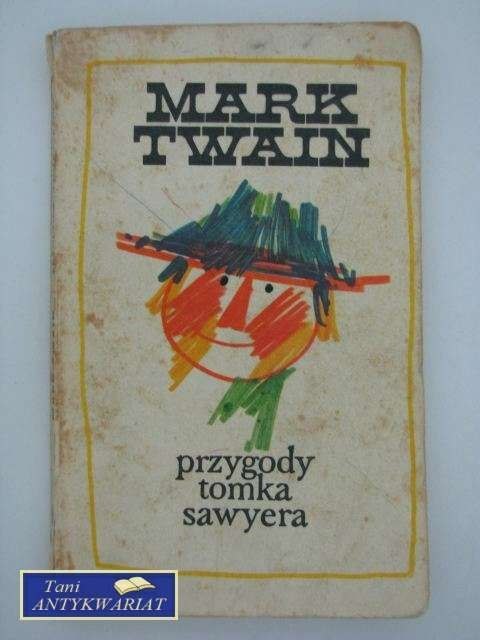 MARK
TWAIN
przygody
tomka
sawyera
Tani
ANTYKWARIAT